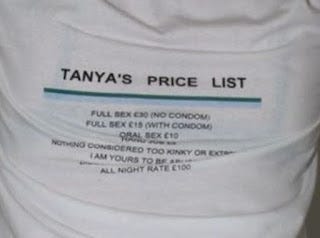 TANYA'S PRICE LIST
FULL SEX £30 (NO CONDOM)
FULL SEX £15 (WITH CONDOM)
ORAL SEX £10
NOTHING CONSIDERED TOO KINKY OR
I AM YOURS TO BE
ALL NIGHT RATE £100